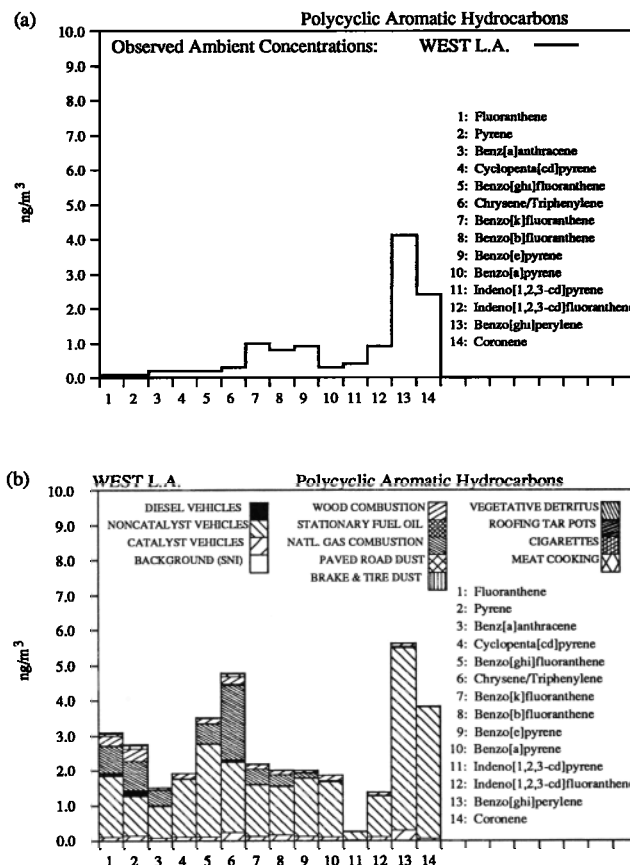 (a)
Polycyclic Aromatic Hydrocarbons
Observed Ambient Concentrations: WEST L.A.
10.0
9.0
8.0
7.0
6.0
5.0
4.0
3.0
2.0
1.0
0.0
ng/m³
1: Fluoranthene
2: Pyrene
3: Benz[a]anthracene
4: Cyclopenta[cd]pyrene
5: Benzo[ghi]fluoranthene
6: Chrysene/Triphenylene
7: Benzo[k]fluoranthene
8: Benzo[b]fluoranthene
9: Benzo[e]pyrene
10: Benzo[a]pyrene
11: Indeno[1,2,3-cd]pyrene
12: Indeno[1,2,3-cd]fluoranthene
13: Benzo[ghi]perylene
14: Coronene
1 2 3 4 5 6 7 8 9 10 11 12 13 14
(b)
WEST L.A. Polycyclic Aromatic Hydrocarbons
10.0
9.0
8.0
7.0
6.0
5.0
4.0
3.0
2.0
1.0
0.0
ng/m³
DIESEL VEHICLES
NONCATALYST VEHICLES
CATALYST VEHICLES
BACKGROUND (SNI)
WOOD COMBUSTION
STATIONARY FUEL OIL
NATL. GAS COMBUSTION
PAVED ROAD DUST
BRAKE & TIRE DUST
VEGETATIVE DETRITUS
ROOFING TAR POTS
CIGARETTES
MEAT COOKING
1: Fluoranthene
2: Pyrene
3: Benz[a]anthracene
4: Cyclopenta[cd]pyrene
5: Benzo[ghi]fluoranthene
6: Chrysene/Triphenylene
7: Benzo[k]fluoranthene
8: Benzo[b]fluoranthene
9: Benzo[e]pyrene
10: Benzo[a]pyrene
11: Indeno[1,2,3-cd]pyrene
12: Indeno[1,2,3-cd]fluoranthene
13: Benzo[ghi]perylene
14: Coronene
1 2 3 4 5 6 7 8 9 10 11 12 13 14